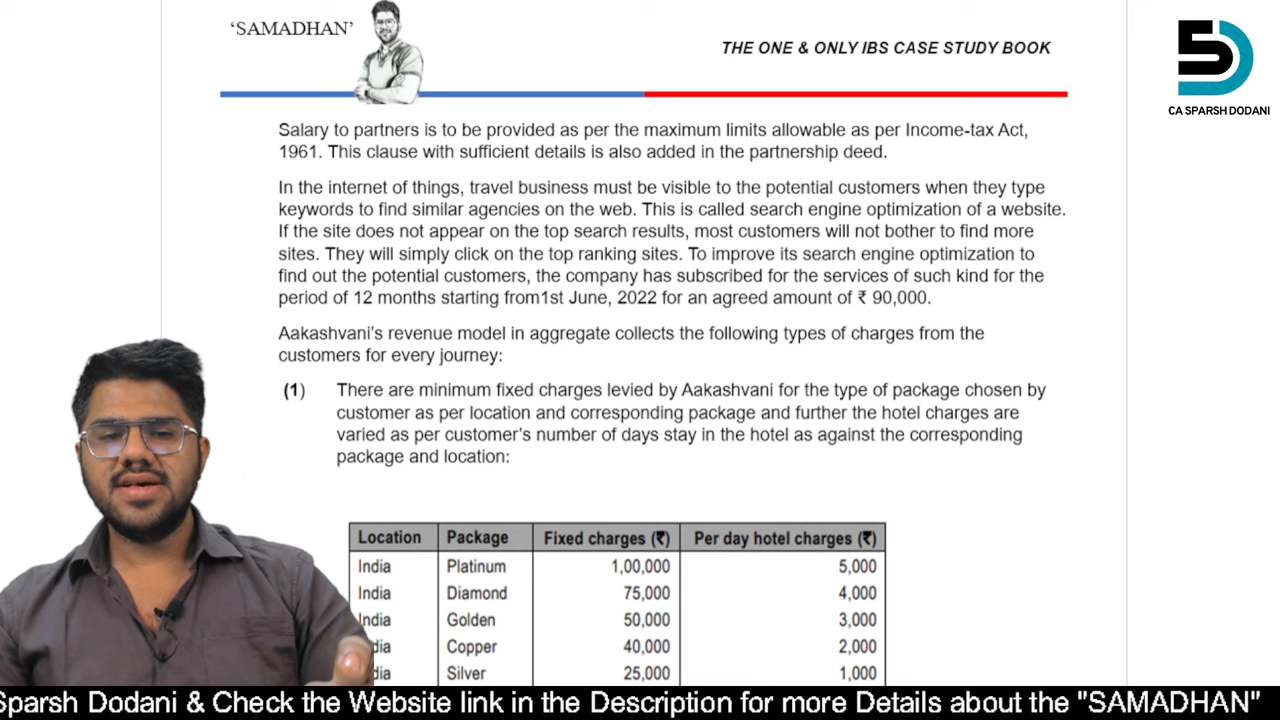 ‘SAMADHAN’
THE ONE & ONLY IBS CASE STUDY BOOK
CA SPARSH DODANI
Salary to partners is to be provided as per the maximum limits allowable as per Income-tax Act,
1961. This clause with sufficient details is also added in the partnership deed.
In the internet of things, travel business must be visible to the potential customers when they type
keywords to find similar agencies on the web. This is called search engine optimization of a website.
If the site does not appear on the top search results, most customers will not bother to find more
sites. They will simply click on the top ranking sites. To improve its search engine optimization to
find out the potential customers, the company has subscribed for the services of such kind for the
period of 12 months starting from1st June, 2022 for an agreed amount of ₹ 90,000.
Aakashvani’s revenue model in aggregate collects the following types of charges from the
customers for every journey:
(1) There are minimum fixed charges levied by Aakashvani for the type of package chosen by
customer as per location and corresponding package and further the hotel charges are
varied as per customer’s number of days stay in the hotel as against the corresponding
package and location:
Location Package Fixed charges (₹) Per day hotel charges (₹)
India Platinum 1,00,000 5,000
India Diamond 75,000 4,000
India Golden 50,000 3,000
dia Copper 40,000 2,000
dia Silver 25,000 1,000
Sparsh Dodani & Check the Website link in the Description for more Details about the "SAMADHAN"